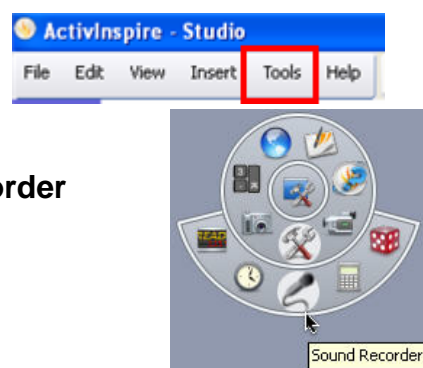 ActivInspire - Studio
File Edit View Insert Tools Help
order
READ
Sound Recorder